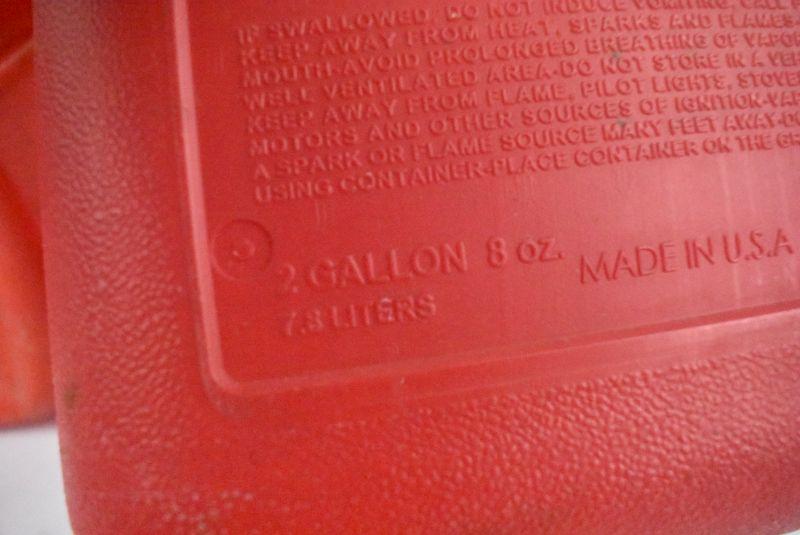 IF SWALLOWED, DO NOT INDUCE VOMITING. CALL
KEEP AWAY FROM HEAT, SPARKS AND FLAMES-
MOUTH-AVOID PROLONGED BREATHING OF VAPO
WELL VENTILATED AREA-DO NOT STORE IN A VE
KEEP AWAY FROM FLAME, PILOT LIGHTS, STOVE
MOTORS AND OTHER SOURCES OF IGNITION-VAP
A SPARK OR FLAME SOURCE MANY FEET AWAY-D
USING CONTAINER-PLACE CONTAINER ON THE GR
2 GALLON 8 OZ. MADE IN U.S.A
7.8 LITERS